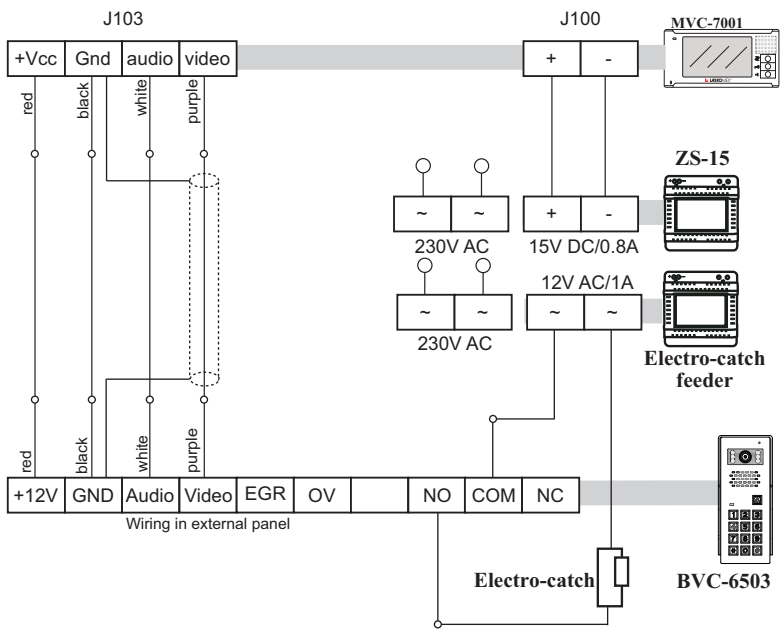 J103
J100
MVC-7001
+Vcc Gnd audio video
+ -
red
black
white
purple
ZS-15
~ ~
+ -
230V AC
15V DC/0.8A
12V AC/1A
~ ~
~ ~
230V AC
Electro-catch
feeder
red
black
white
purple
+12V GND Audio Video EGR OV NO COM NC
Wiring in external panel
Electro-catch
BVC-6503